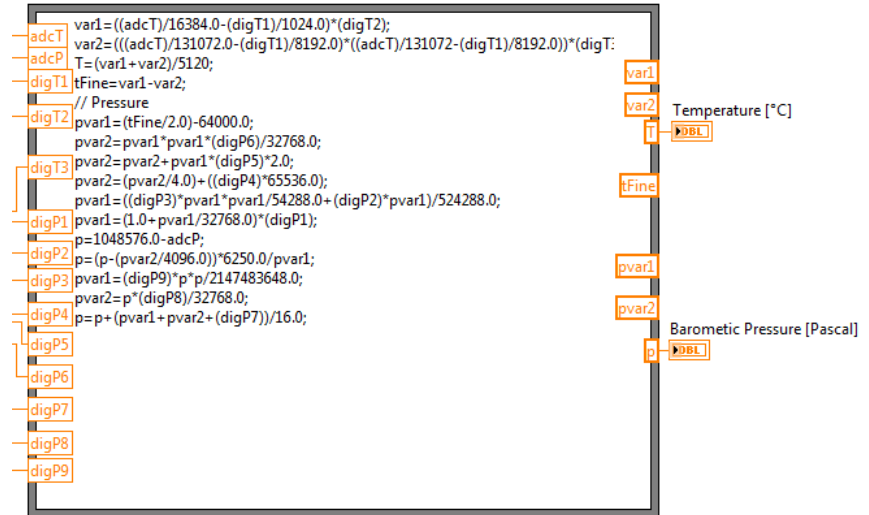 adcT
adcP
digT1
digT2
digT3
digP1
digP2
digP3
digP4
digP5
digP6
digP7
digP8
digP9
var1=((adcT)/16384.0-(digT1)/1024.0)*(digT2);
var2=(((adcT)/131072.0-(digT1)/8192.0)*((adcT)/131072-(digT1)/8192.0))*(digT3
T=(var1+var2)/5120;
tFine=var1-var2;
// Pressure
pvar1=(tFine/2.0)-64000.0;
pvar2=pvar1*pvar1*(digP6)/32768.0;
pvar2=pvar2+pvar1*(digP5)*2.0;
pvar2=(pvar2/4.0)+((digP4)*65536.0);
pvar1=((digP3)*pvar1*pvar1/54288.0+(digP2)*pvar1)/524288.0;
pvar1=(1.0+pvar1/32768.0)*(digP1);
p=1048576.0-adcP;
p=(p-(pvar2/4096.0))*6250.0/pvar1;
pvar1=(digP9)*p*p/2147483648.0;
pvar2=p*(digP8)/32768.0;
p=p+(pvar1+pvar2+(digP7))/16.0;
var1
var2
T
tFine
pvar1
pvar2
p
Temperature [°C]
DBL
Barometic Pressure [Pascal]
DBL